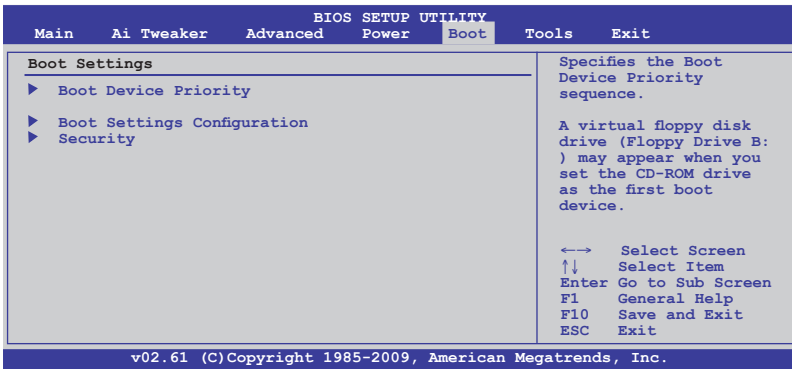 BIOS SETUP UTILITY
Main Ai Tweaker Advanced Power Boot Tools Exit
Boot Settings
Boot Device Priority
Boot Settings Configuration
Security
Specifies the Boot
Device Priority
sequence.
A virtual floppy disk
drive (Floppy Drive B:
) may appear when you
set the CD-ROM drive
as the first boot
device.
←→ Select Screen
↑↓ Select Item
Enter Go to Sub Screen
F1 General Help
F10 Save and Exit
ESC Exit
v02.61 (C)Copyright 1985-2009, American Megatrends, Inc.